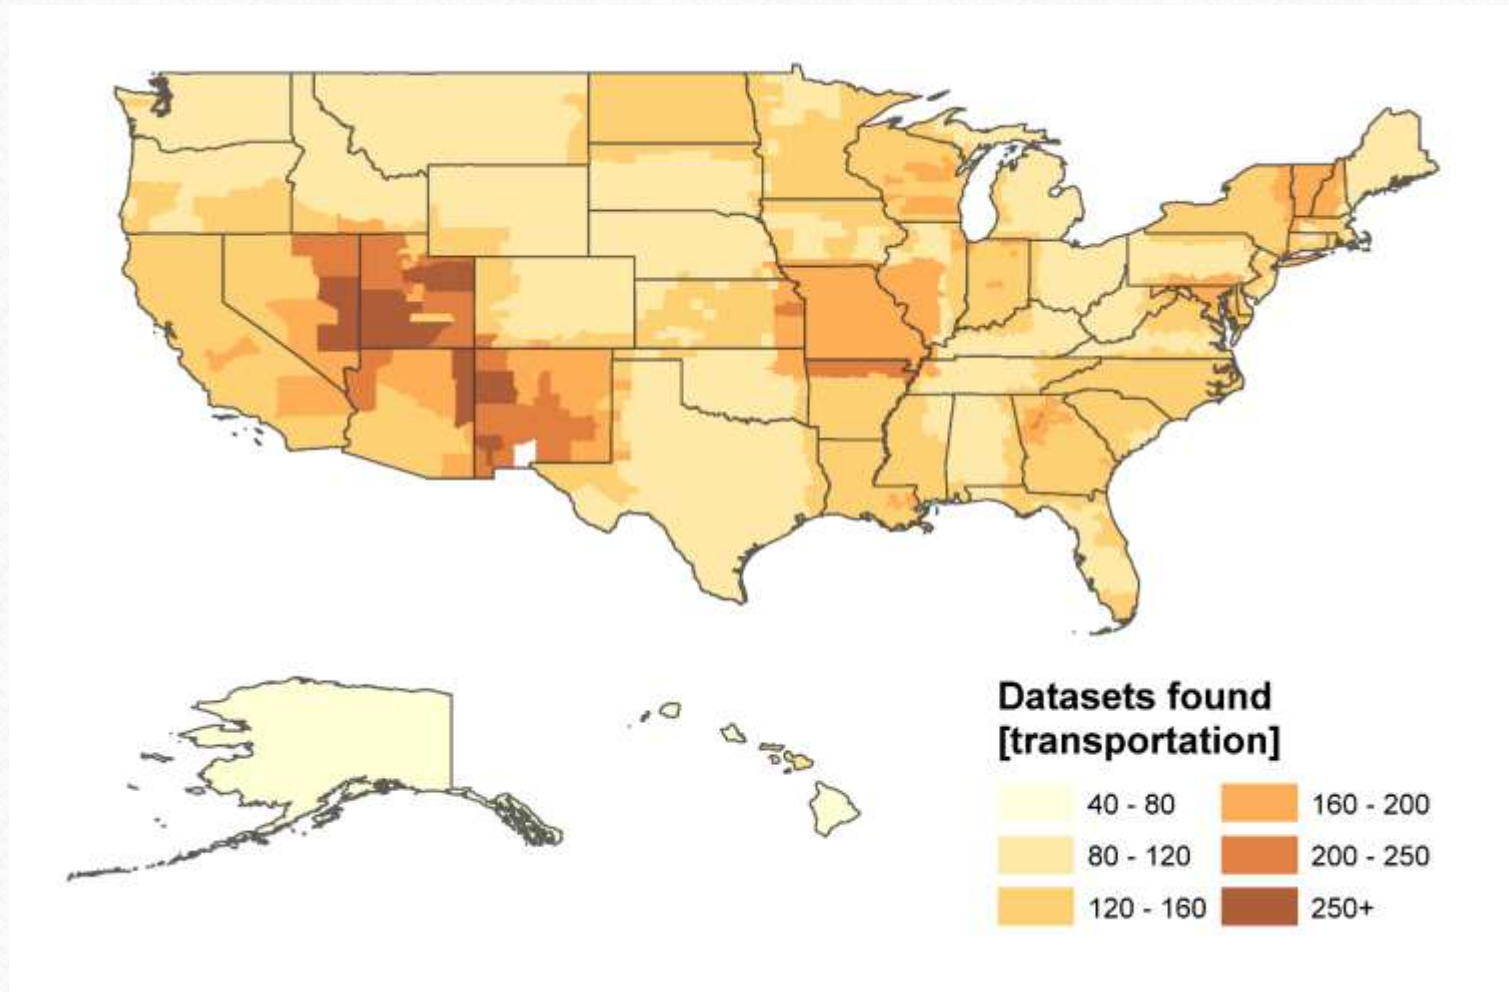 Datasets found
[transportation]
40 - 80
80 - 120
120 - 160
160 - 200
200 - 250
250+